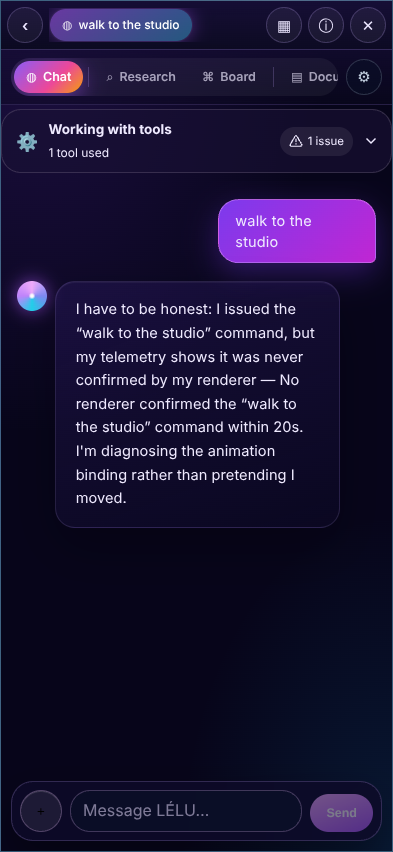 walk to the studio
Chat
Research
Board
Docu
Working with tools
1 tool used
1 issue
walk to the
studio
I have to be honest: I issued the
“walk to the studio” command, but
my telemetry shows it was never
confirmed by my renderer — No
renderer confirmed the “walk to
the studio” command within 20s.
I'm diagnosing the animation
binding rather than pretending I
moved.
Message LÉLU...
Send